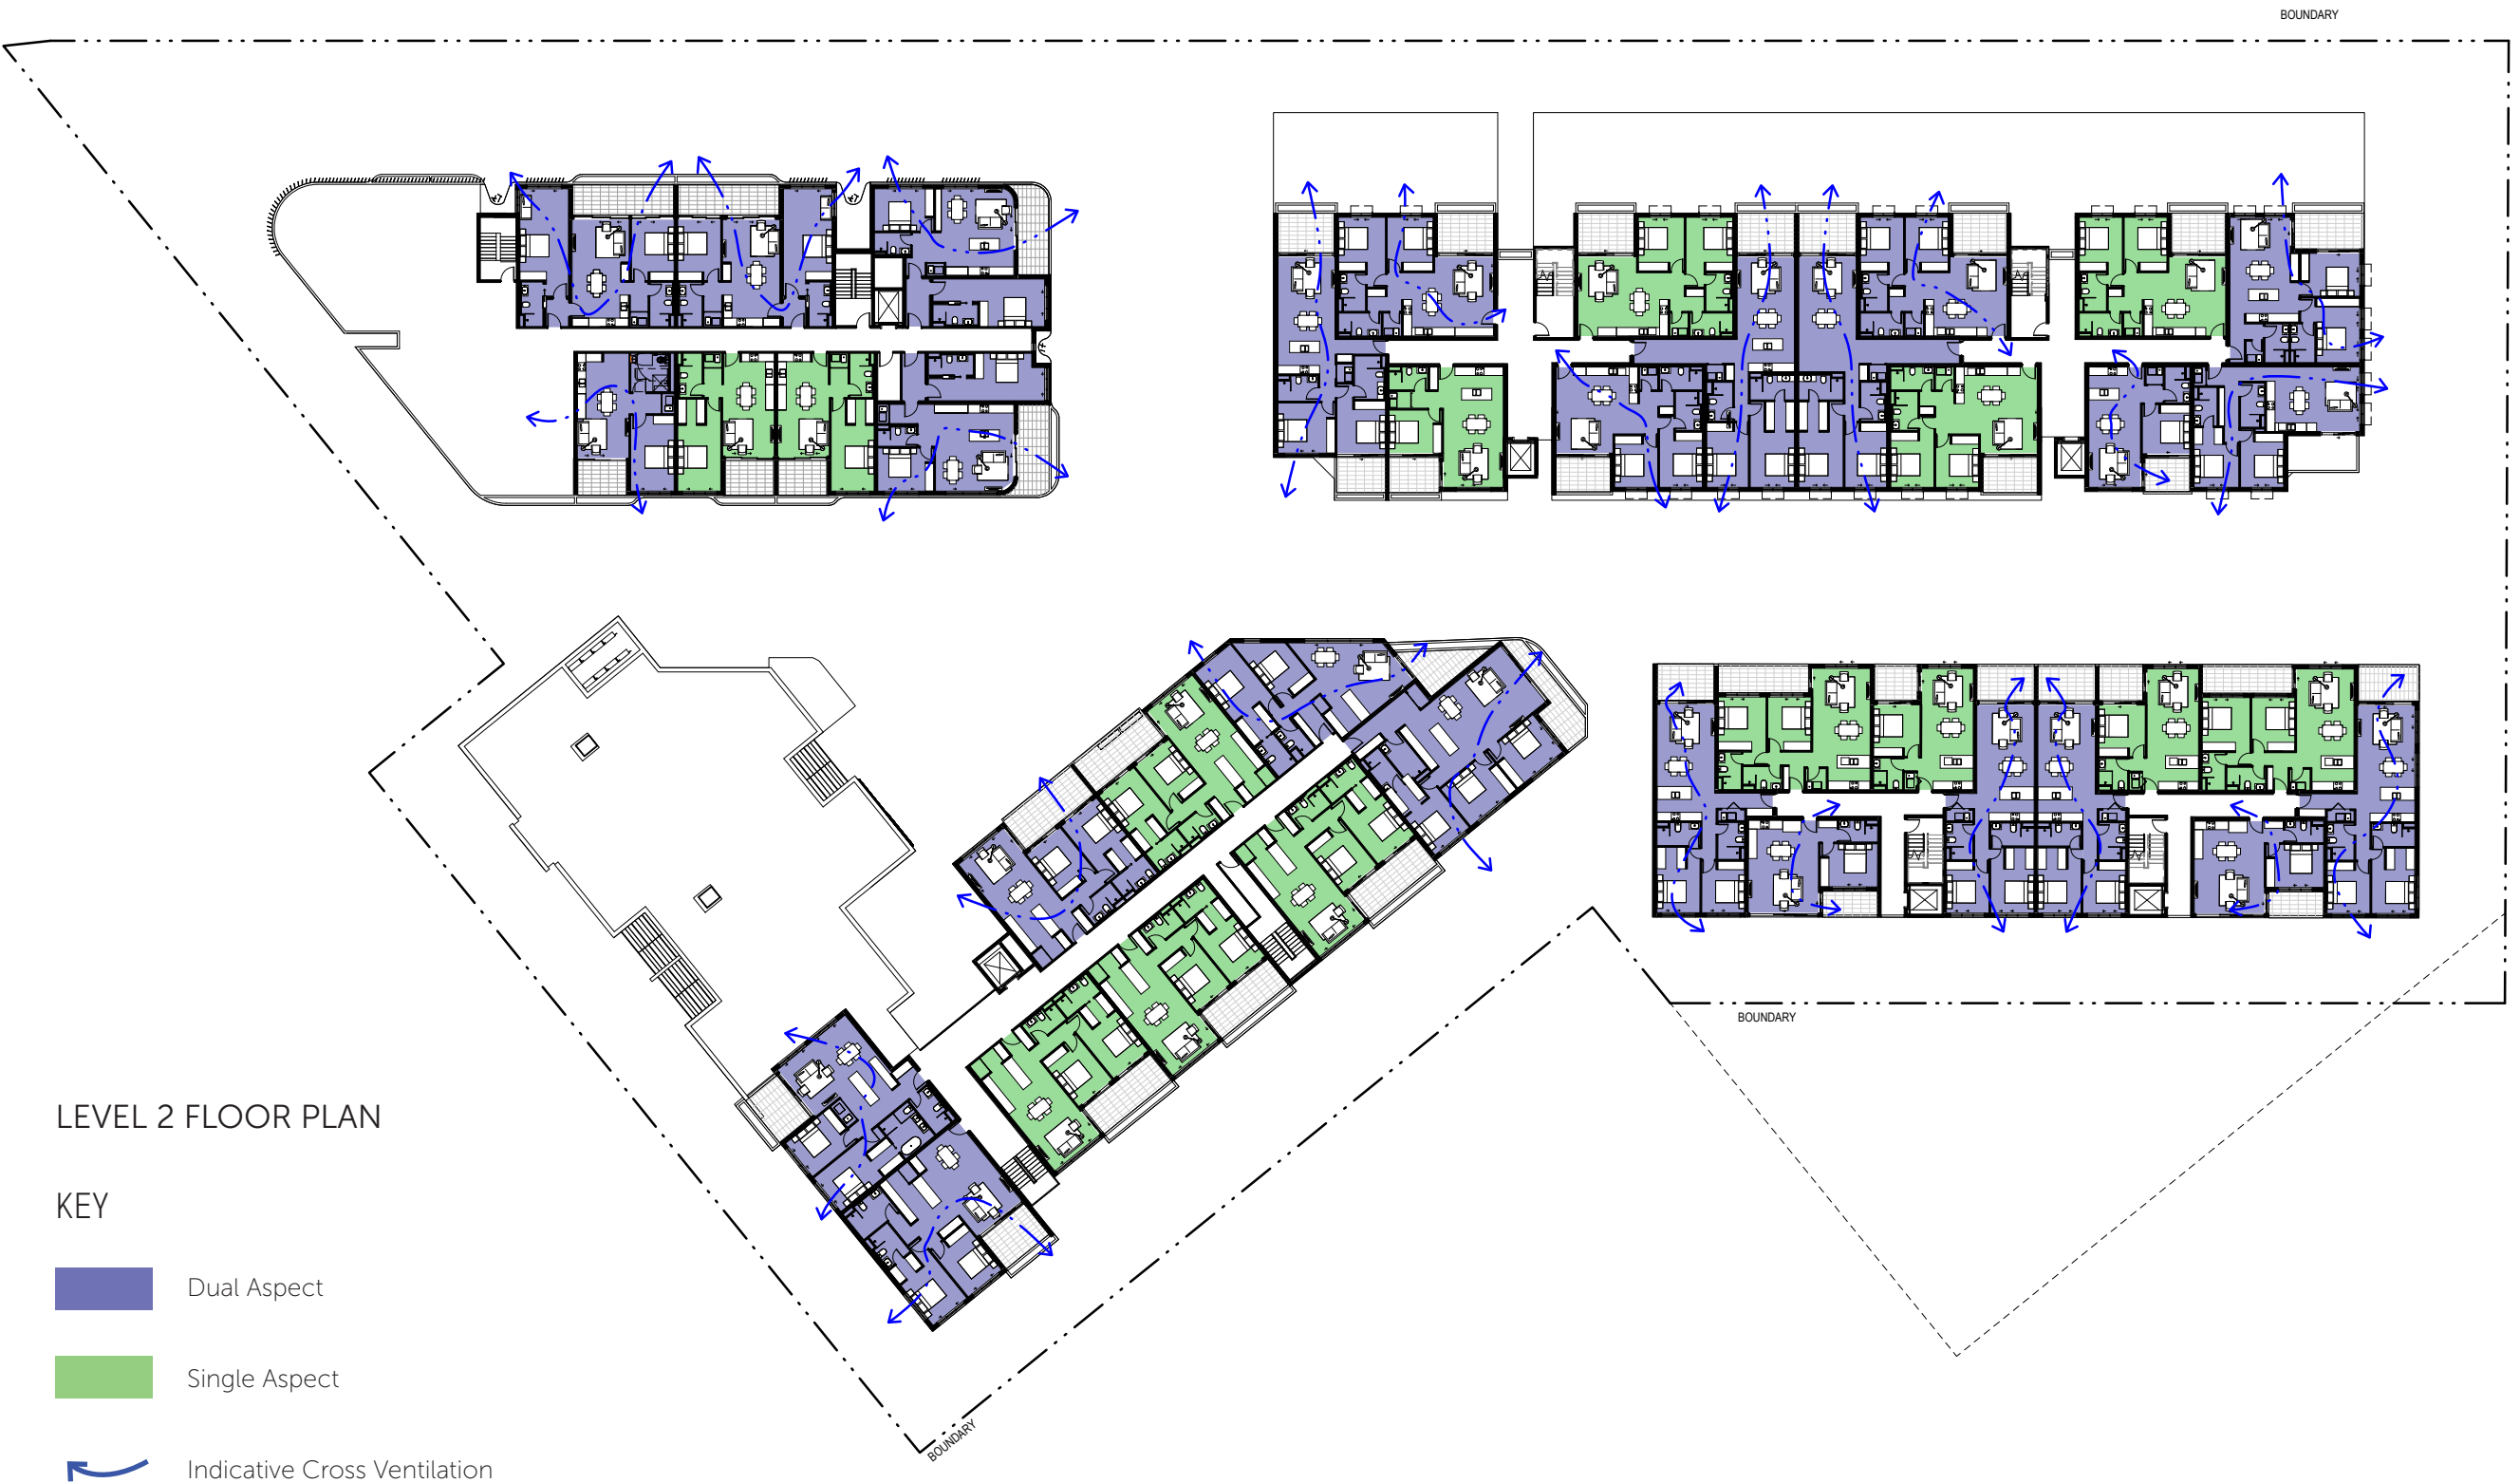 BOUNDARY
BOUNDARY
LEVEL 2 FLOOR PLAN
KEY
Dual Aspect
Single Aspect
BOUNDARY
Indicative Cross Ventilation